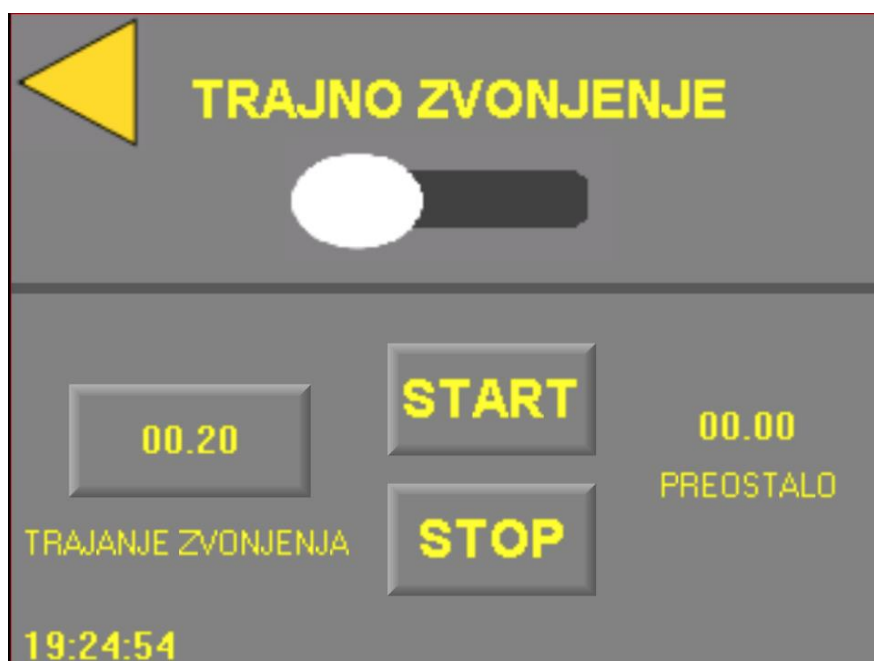 TRAJNO ZVONJENJE
00.20
TRAJANJE ZVONJENJA
START
STOP
00.00
PREOSTALO
19:24:54